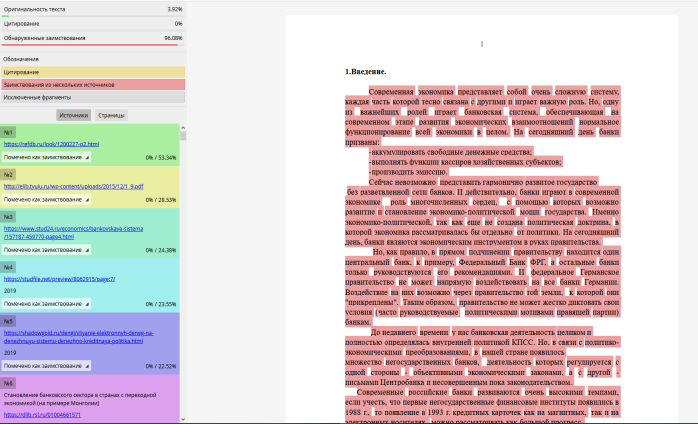 Оригинальность текста 3.92%
Цитирование 0%
Обнаруженные заимствования 96.08%
Обозначения
Цитирование
Заимствования из нескольких источников
Исключенные фрагменты
Источники Страницы
№1
https://refdb.ru/look/1200227-p2.html
Помечено как заимствование 0% / 53.34%
№2
http://elib.tyuiu.ru/wp-content/uploads/2015/12/1_9.pdf
Помечено как заимствование 0% / 28.53%
№3
https://www.stud24.ru/economics/bankovskaya-sistema
/157187-459770-page4.html
Помечено как заимствование 0% / 24.38%
№4
https://studfile.net/preview/8062915/page:7/
2019
Помечено как заимствование 0% / 23.55%
№5
https://shadowgold.ru/dengi/vliyanie-elektronnyh-deneg-na-
denezhnuyu-sistemu-denezhno-kreditnaya-politika.html
2019
Помечено как заимствование 0% / 22.52%
№6
Становление банковского сектора в странах с переходной
экономикой (на примере Монголии)
https://dlib.rsl.ru/01004661571
1
1.Введение.
Современная экономика представляет собой очень сложную систему,
каждая часть которой тесно связана с другими и играет важную роль. Но, одну
из важнейших ролей играет банковская система, обеспечивающая на
современном этапе развития экономических взаимоотношений нормальное
функционирование всей экономики в целом. На сегодняшний день банки
призваны:
-аккумулировать свободные денежные средства;
-выполнять функции кассиров хозяйственных субъектов;
-производить эмиссию.
Сейчас невозможно представить гармонично развитое государство
без разветвленной сети банков. И действительно, банки играют в современной
экономике роль многочисленных сердец, с помощью которых возможно
развитие и становление экономико-политической мощи государства. Именно
экономико-политической, так как еще не создана политическая доктрина, в
которой экономика рассматривалась бы отдельно от политики. На сегодняшний
день, банки являются экономическим инструментом в руках правительства.
Но, как правило, в прямом подчинении правительству находится один
центральный банк, к примеру, Федеральный Банк ФРГ, а остальные банки
только руководствуются его рекомендациями. И федеральное Германское
правительство не может напрямую воздействовать на все банки Германии.
Воздействие на них возможно через правительство той земли, к которой они
"прикреплены". Таким образом, правительство не может жестко диктовать свои
условия (часто руководствуемые политическими мотивами правящей партии)
банкам.
До недавнего времени у нас банковская деятельность целиком и
полностью определялась внутренней политикой КПСС. Но, в связи с политико-
экономическими преобразованиями, в нашей стране появилось
множество негосударственных банков, деятельность которых регулируется с
одной стороны - объективными экономическими законами, а с другой -
письмами Центробанка и несовершенным пока законодательством.
Современные российские банки развиваются очень высокими темпами,
если учесть, что первые негосударственные финансовые институты появились в
1988 г., то появление в 1993 г. кредитных карточек как на магнитных, так и на